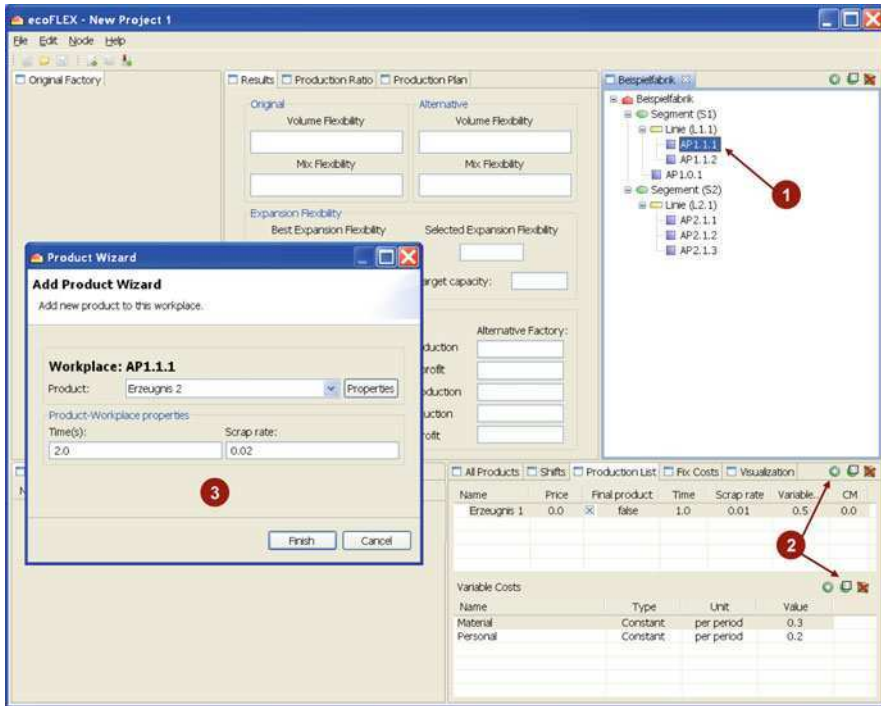 ecoFLEX - New Project 1
File Edit Node Help
Original Factory
Results Production Ratio Production Plan
Original
Volume Flexibility
Mix Flexibility
Alternative
Volume Flexibility
Mix Flexibility
Expansion Flexibility
Best Expansion Flexibility
Selected Expansion Flexibility
arget capacity:
Alternative Factory:
duction
rofit
duction
uction
ofit
Beispielfabrik
Beispielfabrik
Segment (S1)
Linie (L1.1)
AP1.1.1
AP1.1.2
AP1.0.1
Segement (S2)
Linie (L2.1)
AP2.1.1
AP2.1.2
AP2.1.3
1
Product Wizard
Add Product Wizard
Add new product to this workplace.
Workplace: AP1.1.1
Product: Erzeugnis 2 Properties
Product-Workplace properties
Time(s): Scrap rate:
2.0 0.02
3
Finish Cancel
N
All Products Shifts Production List Fix Costs Visualization
Name Price Final product Time Scrap rate Variable... CM
Erzeugnis 1 0.0 false 1.0 0.01 0.5 0.0
2
Variable Costs
Name Type Unit Value
Material Constant per period 0.3
Personal Constant per period 0.2